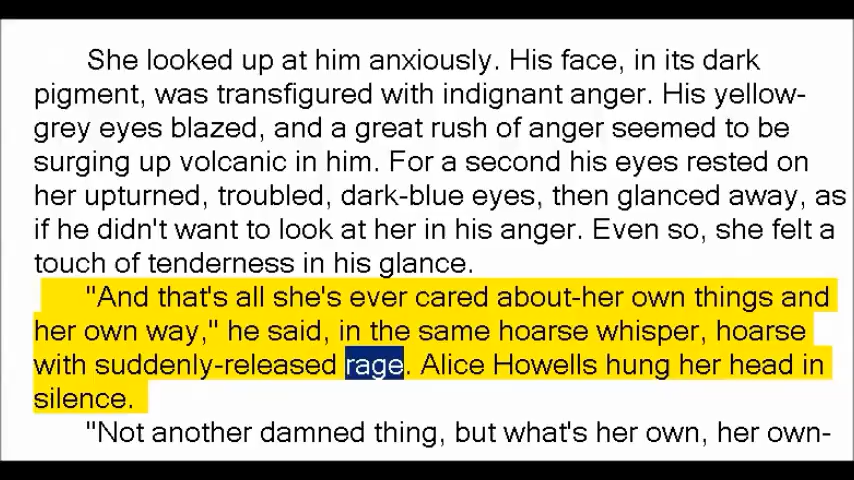 She looked up at him anxiously. His face, in its dark
pigment, was transfigured with indignant anger. His yellow-
grey eyes blazed, and a great rush of anger seemed to be
surging up volcanic in him. For a second his eyes rested on
her upturned, troubled, dark-blue eyes, then glanced away, as
if he didn't want to look at her in his anger. Even so, she felt a
touch of tenderness in his glance.
"And that's all she's ever cared about-her own things and
her own way," he said, in the same hoarse whisper, hoarse
with suddenly-released rage. Alice Howells hung her head in
silence.
"Not another damned thing, but what's her own, her own-